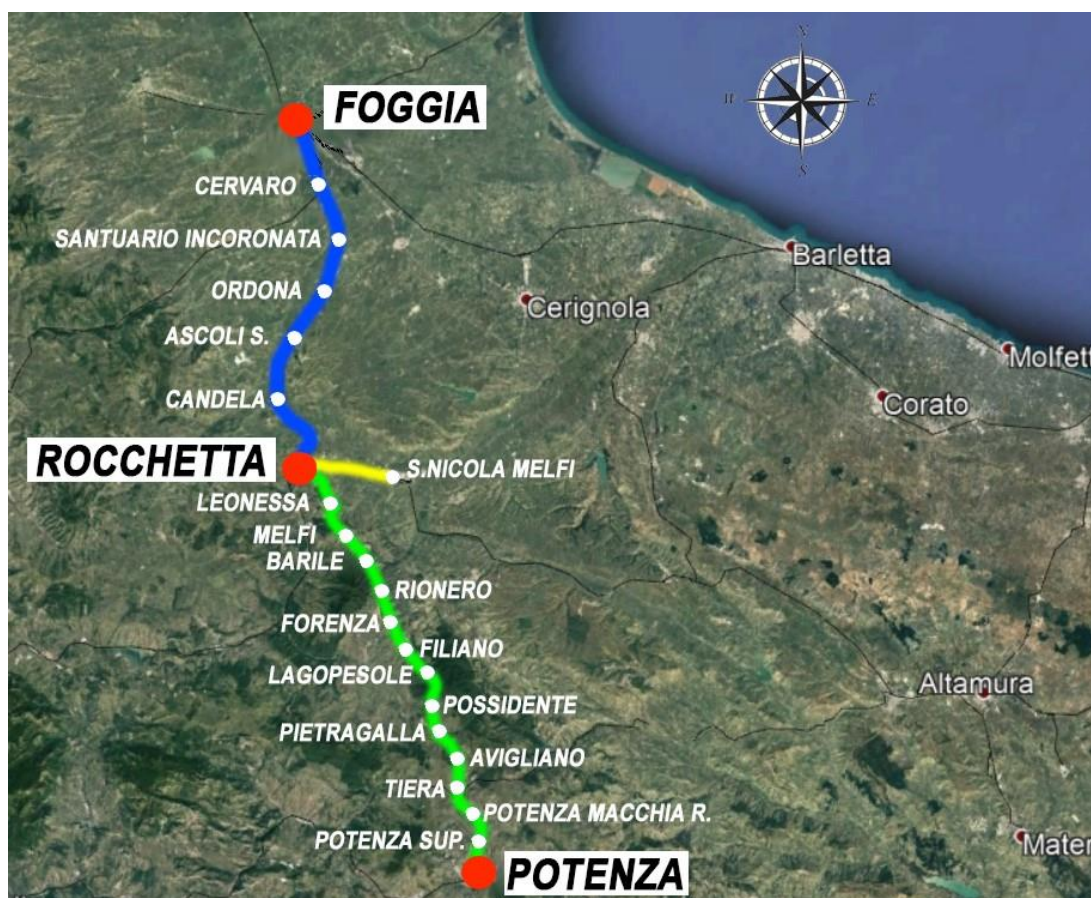 N
W E
S
FOGGIA
CERVARO
SANTUARIO INCORONATA
Barletta
ORDONA
Cerignola
ASCOLI S.
Molfett
CANDELA
Corato
ROCCHETTA
S.NICOLA MELFI
LEONESSA
MELFI
BARILE
RIONERO
FORENZA
FILIANO
LAGOPESOLE
Altamura
POSSIDENTE
PIETRAGALLA
AVIGLIANO
TIERA
POTENZA MACCHIA R.
POTENZA SUP.
Mater
POTENZA